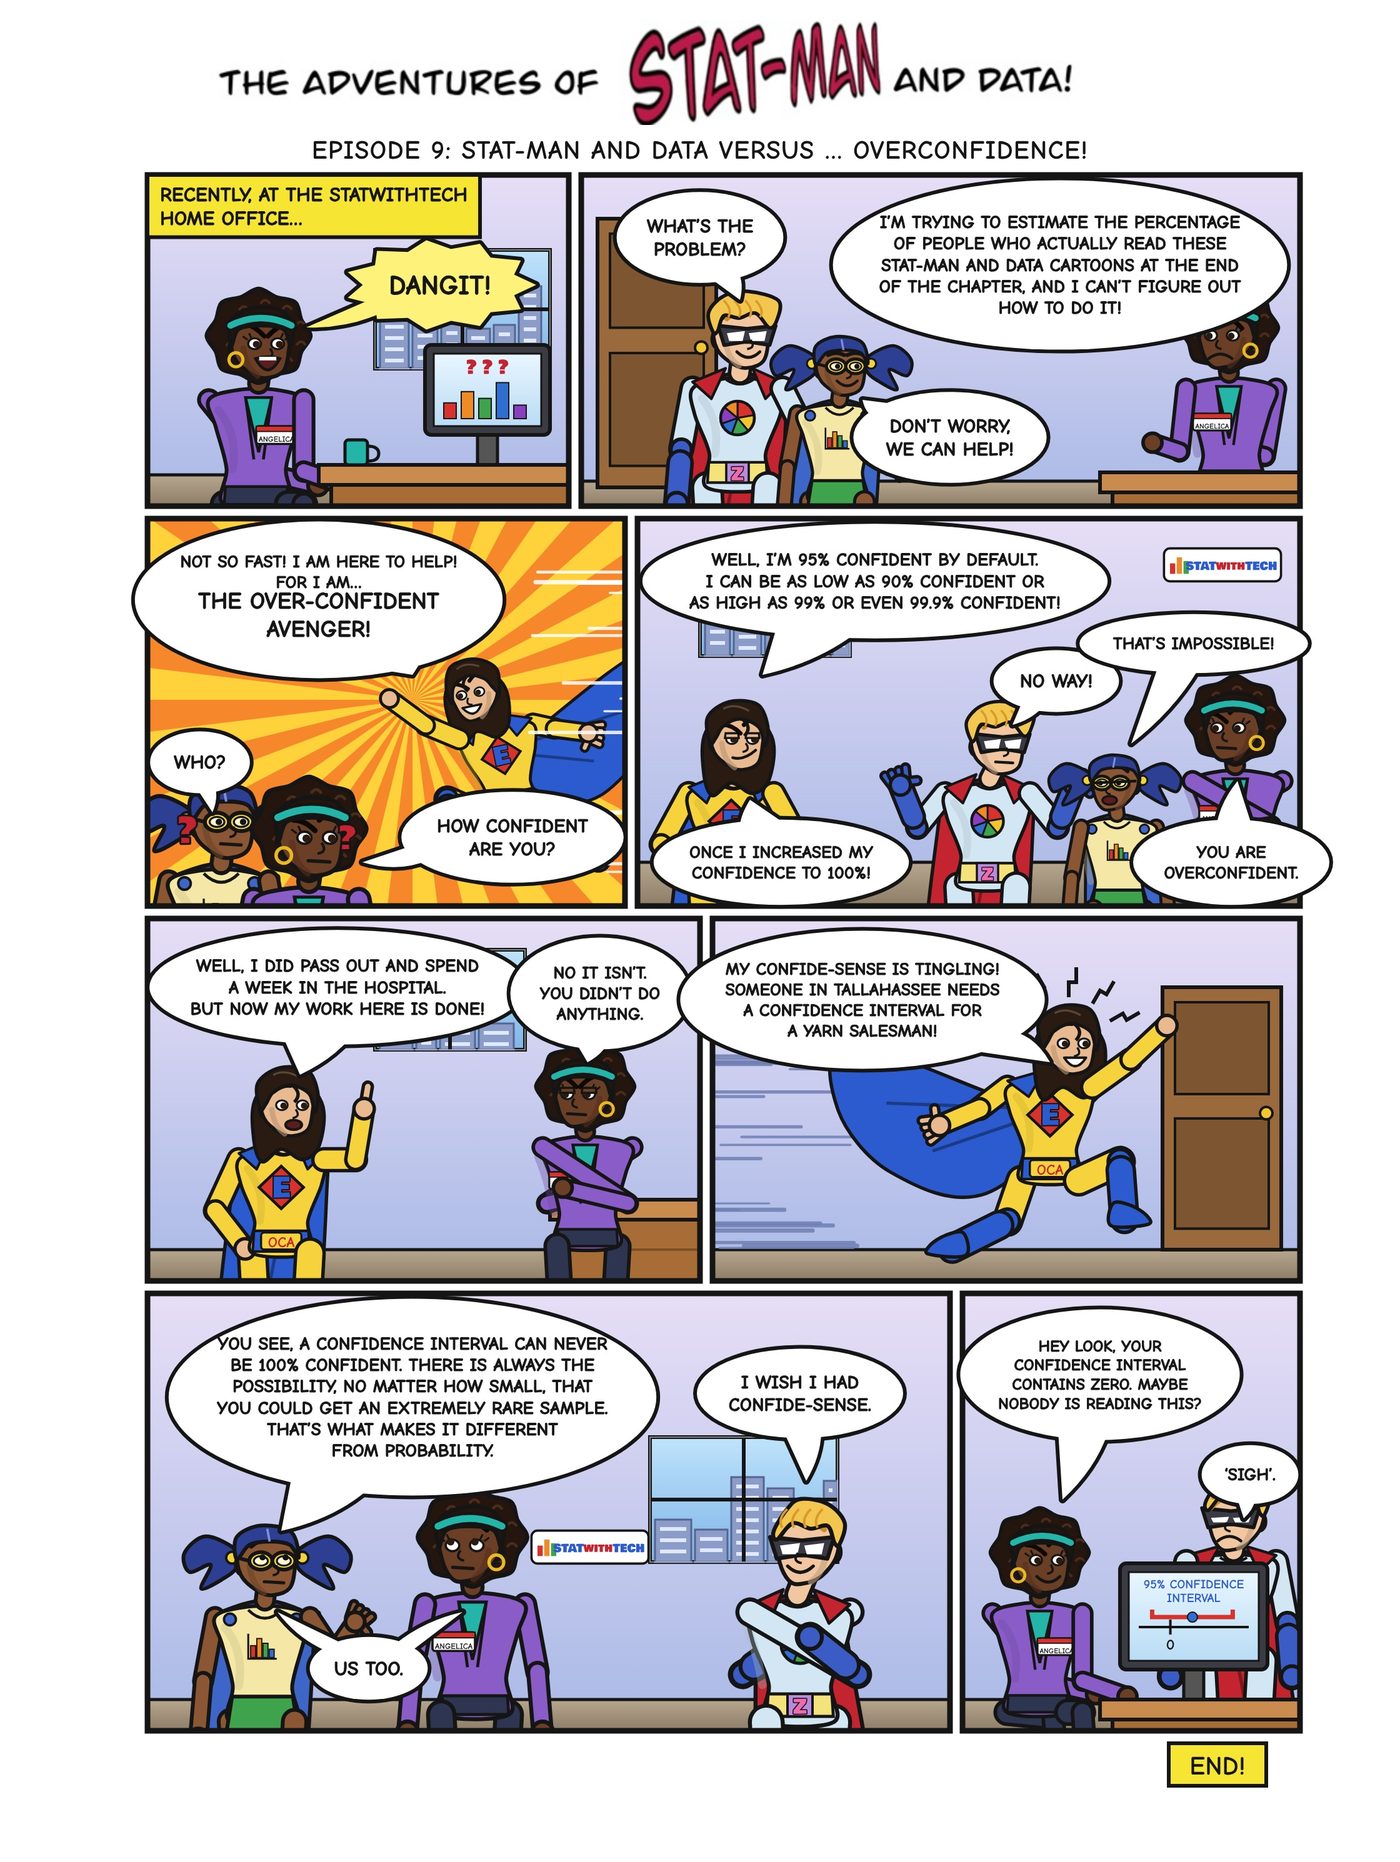 THE ADVENTURES OF STAT-MAN AND DATA!
EPISODE 9: STAT-MAN AND DATA VERSUS ... OVERCONFIDENCE!
RECENTLY, AT THE STATWITHTECH
HOME OFFICE...
DANGIT!
? ? ?
ANGELICA
WHAT'S THE
PROBLEM?
I'M TRYING TO ESTIMATE THE PERCENTAGE
OF PEOPLE WHO ACTUALLY READ THESE
STAT-MAN AND DATA CARTOONS AT THE END
OF THE CHAPTER, AND I CAN'T FIGURE OUT
HOW TO DO IT!
DON'T WORRY,
WE CAN HELP!
ANGELICA
Z
NOT SO FAST! I AM HERE TO HELP!
FOR I AM...
THE OVER-CONFIDENT
AVENGER!
E
WHO?
?
?
HOW CONFIDENT
ARE YOU?
WELL, I'M 95% CONFIDENT BY DEFAULT.
I CAN BE AS LOW AS 90% CONFIDENT OR
AS HIGH AS 99% OR EVEN 99.9% CONFIDENT!
STATWITHTECH
THAT'S IMPOSSIBLE!
NO WAY!
ONCE I INCREASED MY
CONFIDENCE TO 100%!
Z
YOU ARE
OVERCONFIDENT.
WELL, I DID PASS OUT AND SPEND
A WEEK IN THE HOSPITAL.
BUT NOW MY WORK HERE IS DONE!
NO IT ISN'T.
YOU DIDN'T DO
ANYTHING.
E
OCA
MY CONFIDE-SENSE IS TINGLING!
SOMEONE IN TALLAHASSEE NEEDS
A CONFIDENCE INTERVAL FOR
A YARN SALESMAN!
E
OCA
YOU SEE, A CONFIDENCE INTERVAL CAN NEVER
BE 100% CONFIDENT. THERE IS ALWAYS THE
POSSIBILITY, NO MATTER HOW SMALL, THAT
YOU COULD GET AN EXTREMELY RARE SAMPLE.
THAT'S WHAT MAKES IT DIFFERENT
FROM PROBABILITY.
I WISH I HAD
CONFIDE-SENSE.
STATWITHTECH
ANGELICA
US TOO.
Z
HEY LOOK, YOUR
CONFIDENCE INTERVAL
CONTAINS ZERO. MAYBE
NOBODY IS READING THIS?
'SIGH'.
95% CONFIDENCE
INTERVAL
0
ANGELICA
END!